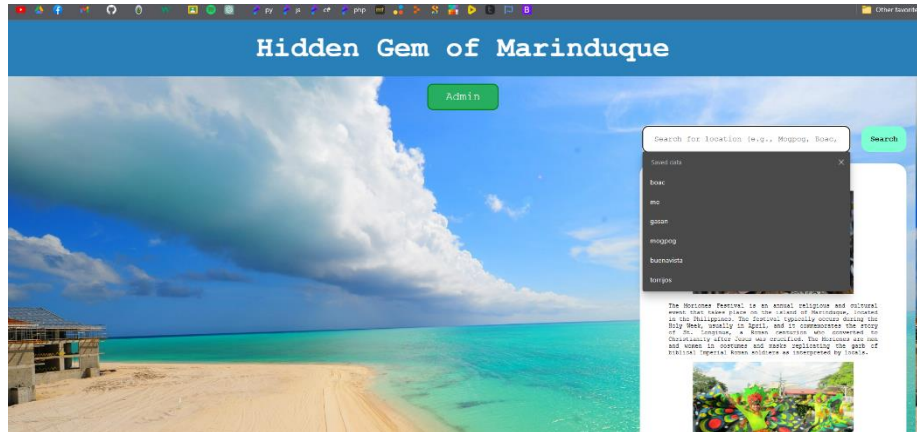 py
js
c#
php
Other favorite
Hidden Gem of Marinduque
Admin
Search for location (e.g., Mogpog, Boac,
Search
Saved data
boac
mo
gasan
mogpog
buenavista
torrijos
The Moriones Festival is an annual religious and cultural
event that takes place on the island of Marinduque, located
in the Philippines. The festival typically occurs during the
Holy Week, usually in April, and it commemorates the story
of St. Longinus, a Roman centurion who converted to
Christianity after Jesus was crucified. The Moriones are men
and women in costumes and masks replicating the garb of
biblical Imperial Roman soldiers as interpreted by locals.